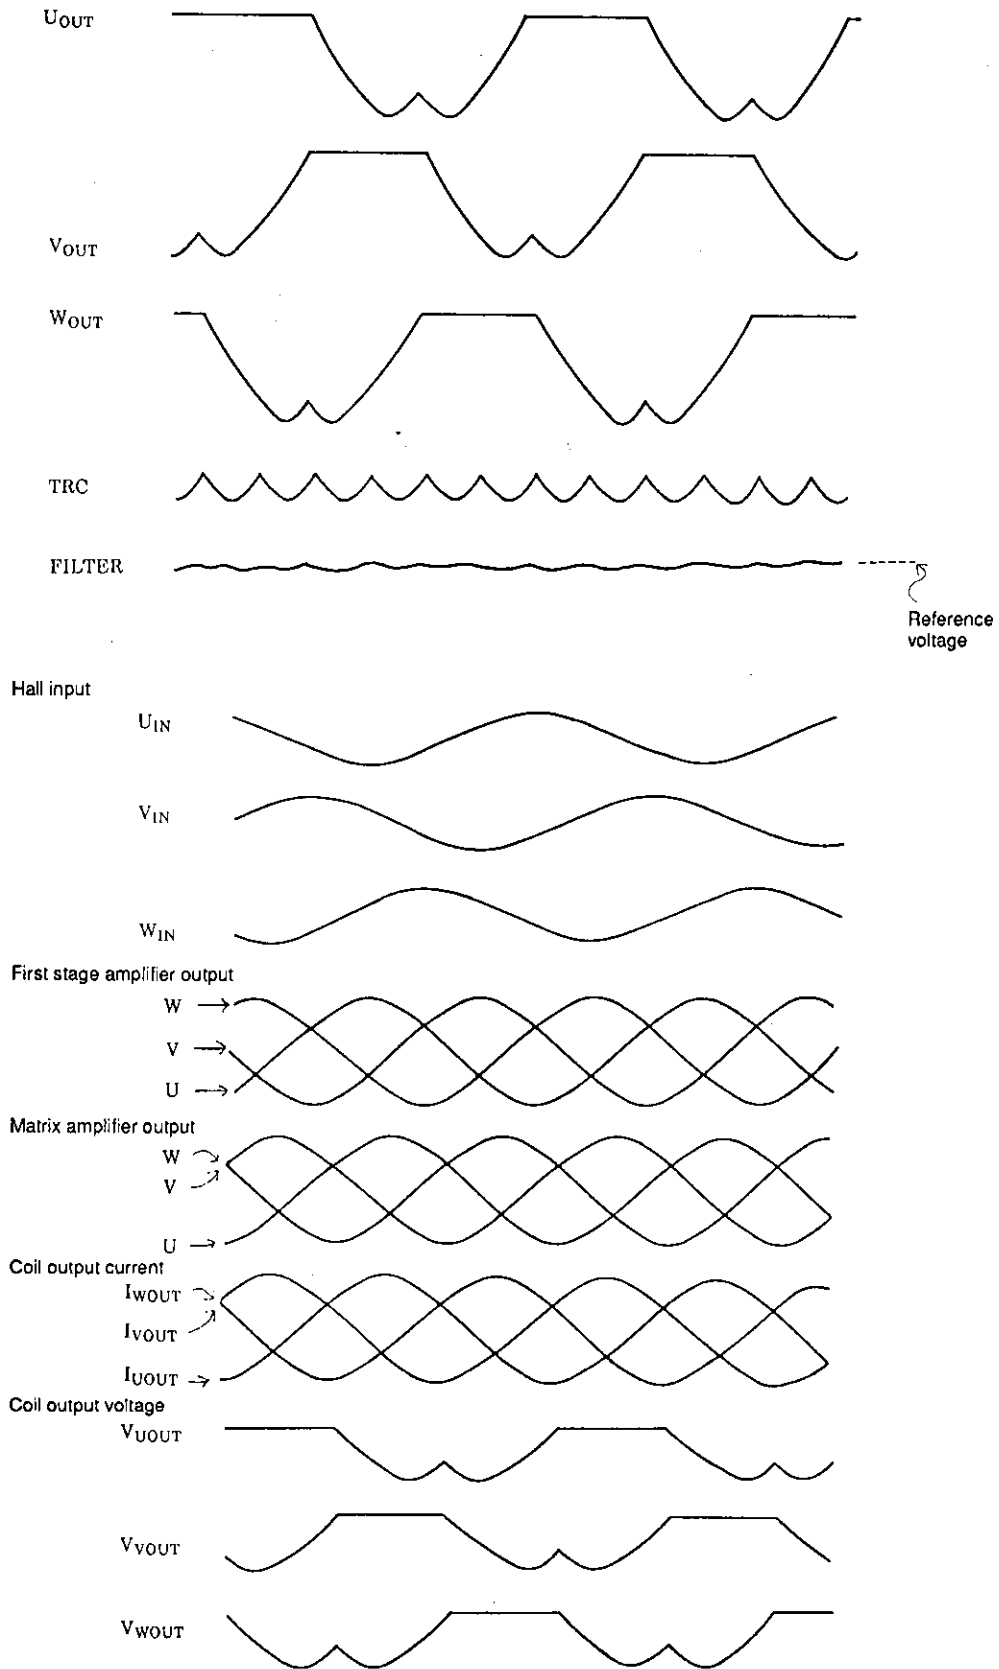 UOUT
VOUT
WOUT
TRC
FILTER
Reference
voltage
Hall input
UIN
VIN
WIN
First stage amplifier output
W
V
U
Matrix amplifier output
W
V
U
Coil output current
IWOUT
IVOUT
IUOUT
Coil output voltage
VUOUT
VVOUT
VWOUT